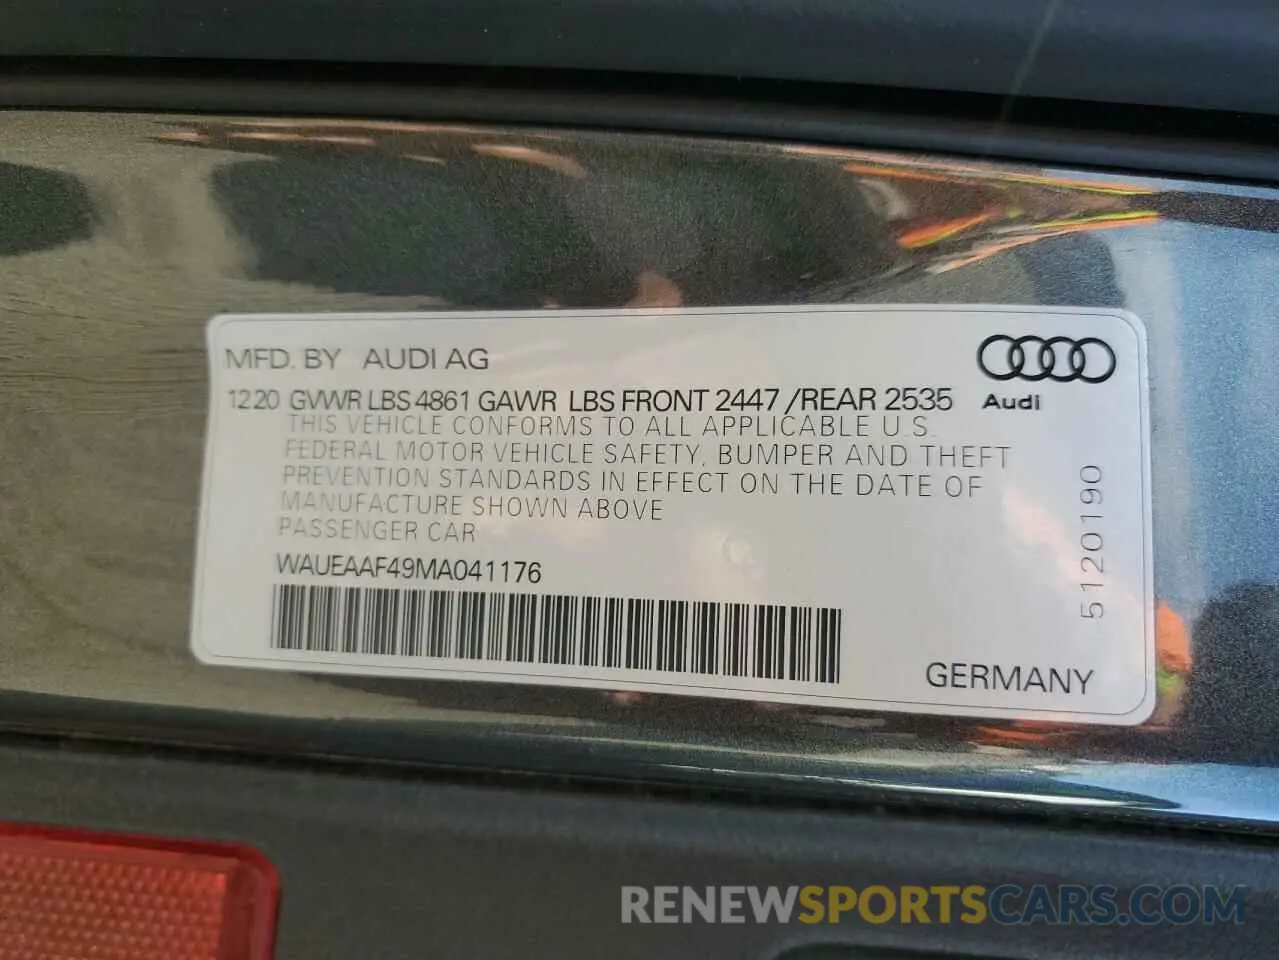 MFD. BY AUDI AG
12.20 GVWR LBS 4861 GAWR LBS FRONT 2447 /REAR 2535
Audi
THIS VEHICLE CONFORMS TO ALL APPLICABLE U.S.
FEDERAL MOTOR VEHICLE SAFETY, BUMPER AND THEFT
PREVENTION STANDARDS IN EFFECT ON THE DATE OF
MANUFACTURE SHOWN ABOVE
PASSENGER CAR
WAUEAAF49MA041176
5120190
GERMANY
RENEWSPORTSCARS.COM